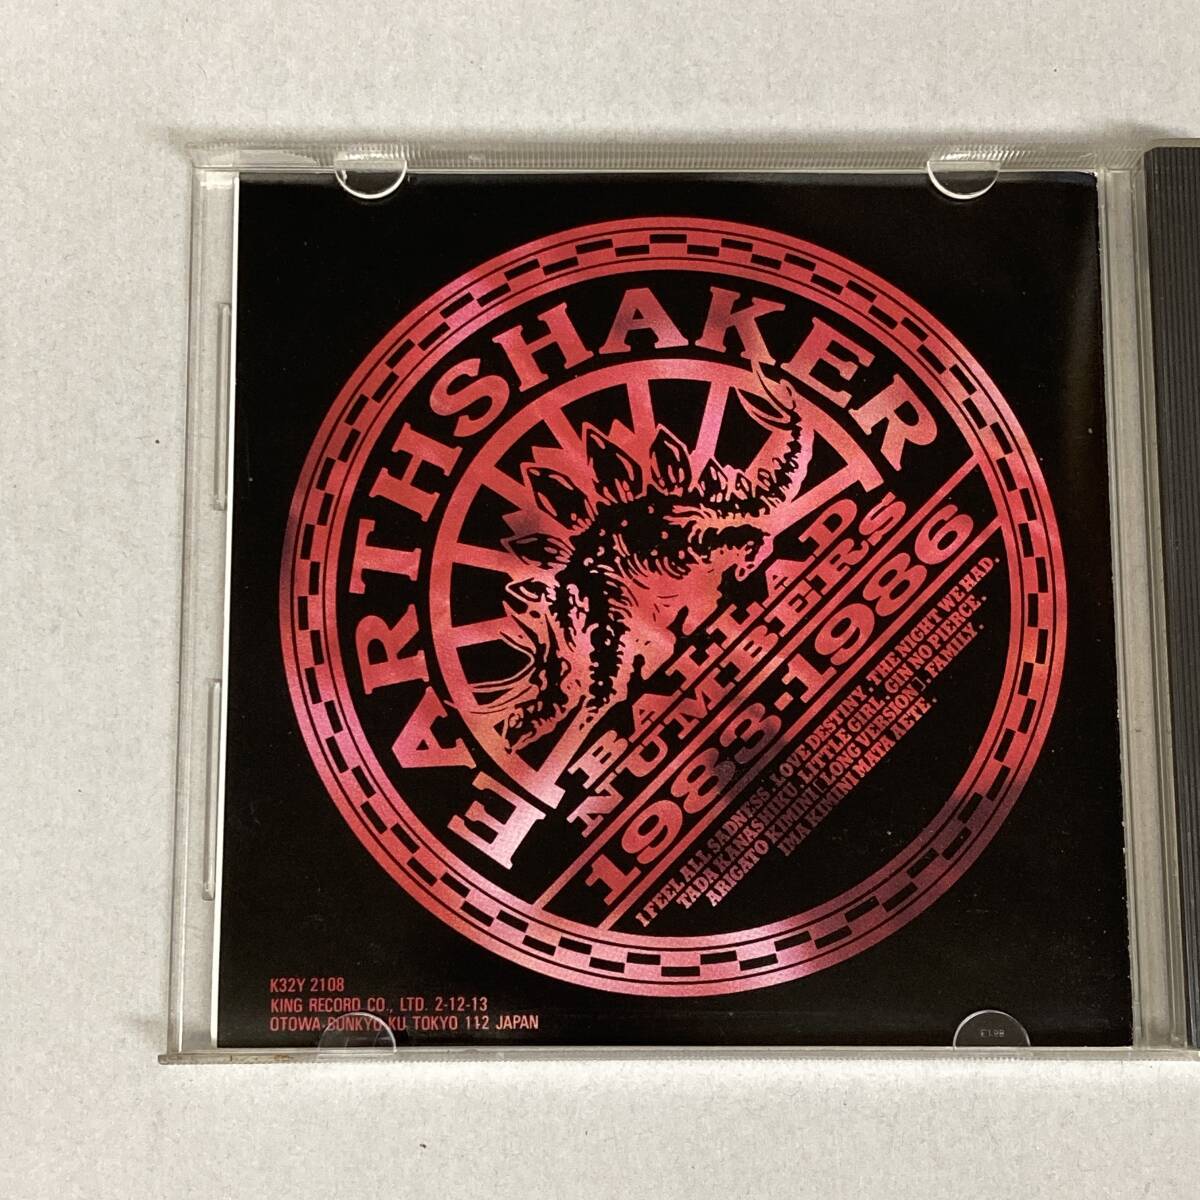 EARTHSHAKER
BALLAD
NUMBERS
1983-1986
I FEEL ALL SADNESS. LOVE DESTINY. THE NIGHT WE HAD.
TADA KANASHIKU. LITTLE GIRL. GIN NO PIERCE.
ARIGATO KIMINI [LONG VERSION]. FAMILY.
IMA KIMINI MATA AETE.
K32Y 2108
KING RECORD CO., LTD. 2-12-13
OTOWA-BUNKYO-KU TOKYO 112 JAPAN